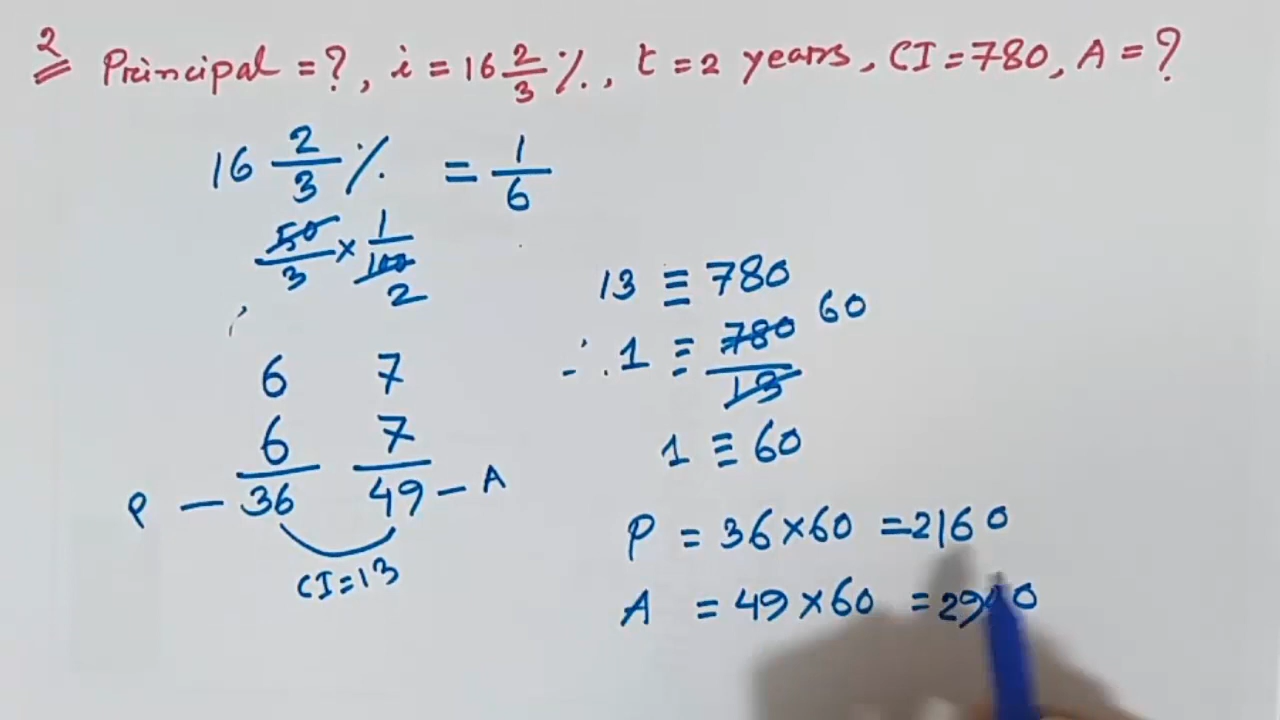 2 Principal = ?, i = 16 2/3 %, t = 2 years, CI = 780, A = ?
16 2/3 % = 1/6
50/3 × 1/100 2
13 ≡ 780
∴ 1 ≡ 780/13 60
1 ≡ 60
6 7
6 7
P - 36 49 - A
CI = 13
P = 36 × 60 = 2160
A = 49 × 60 =